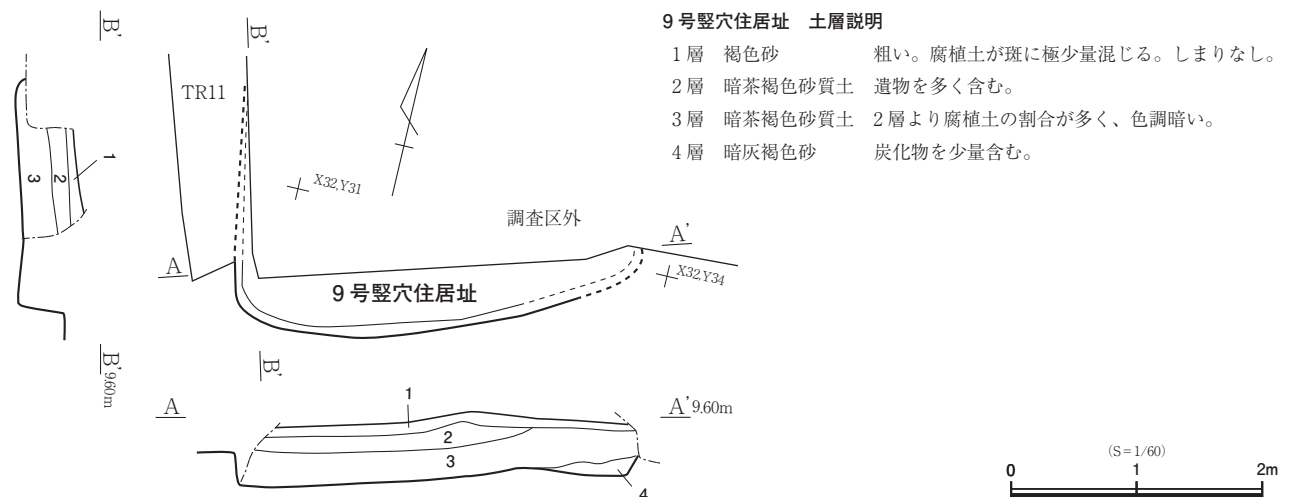 9号竪穴住居址　土層説明
1層　褐色砂　粗い。腐植土が斑に極少量混じる。しまりなし。
2層　暗茶褐色砂質土　遺物を多く含む。
3層　暗茶褐色砂質土　2層より腐植土の割合が多く、色調暗い。
4層　暗灰褐色砂　炭化物を少量含む。
B'
B'
TR11
1
2
3
X32,Y31
調査区外
A
A'
9号竪穴住居址
X32,Y34
B'
9.60m
B'
A
A'
9.60m
1
2
3
4
(S=1/60)
0
1
2m